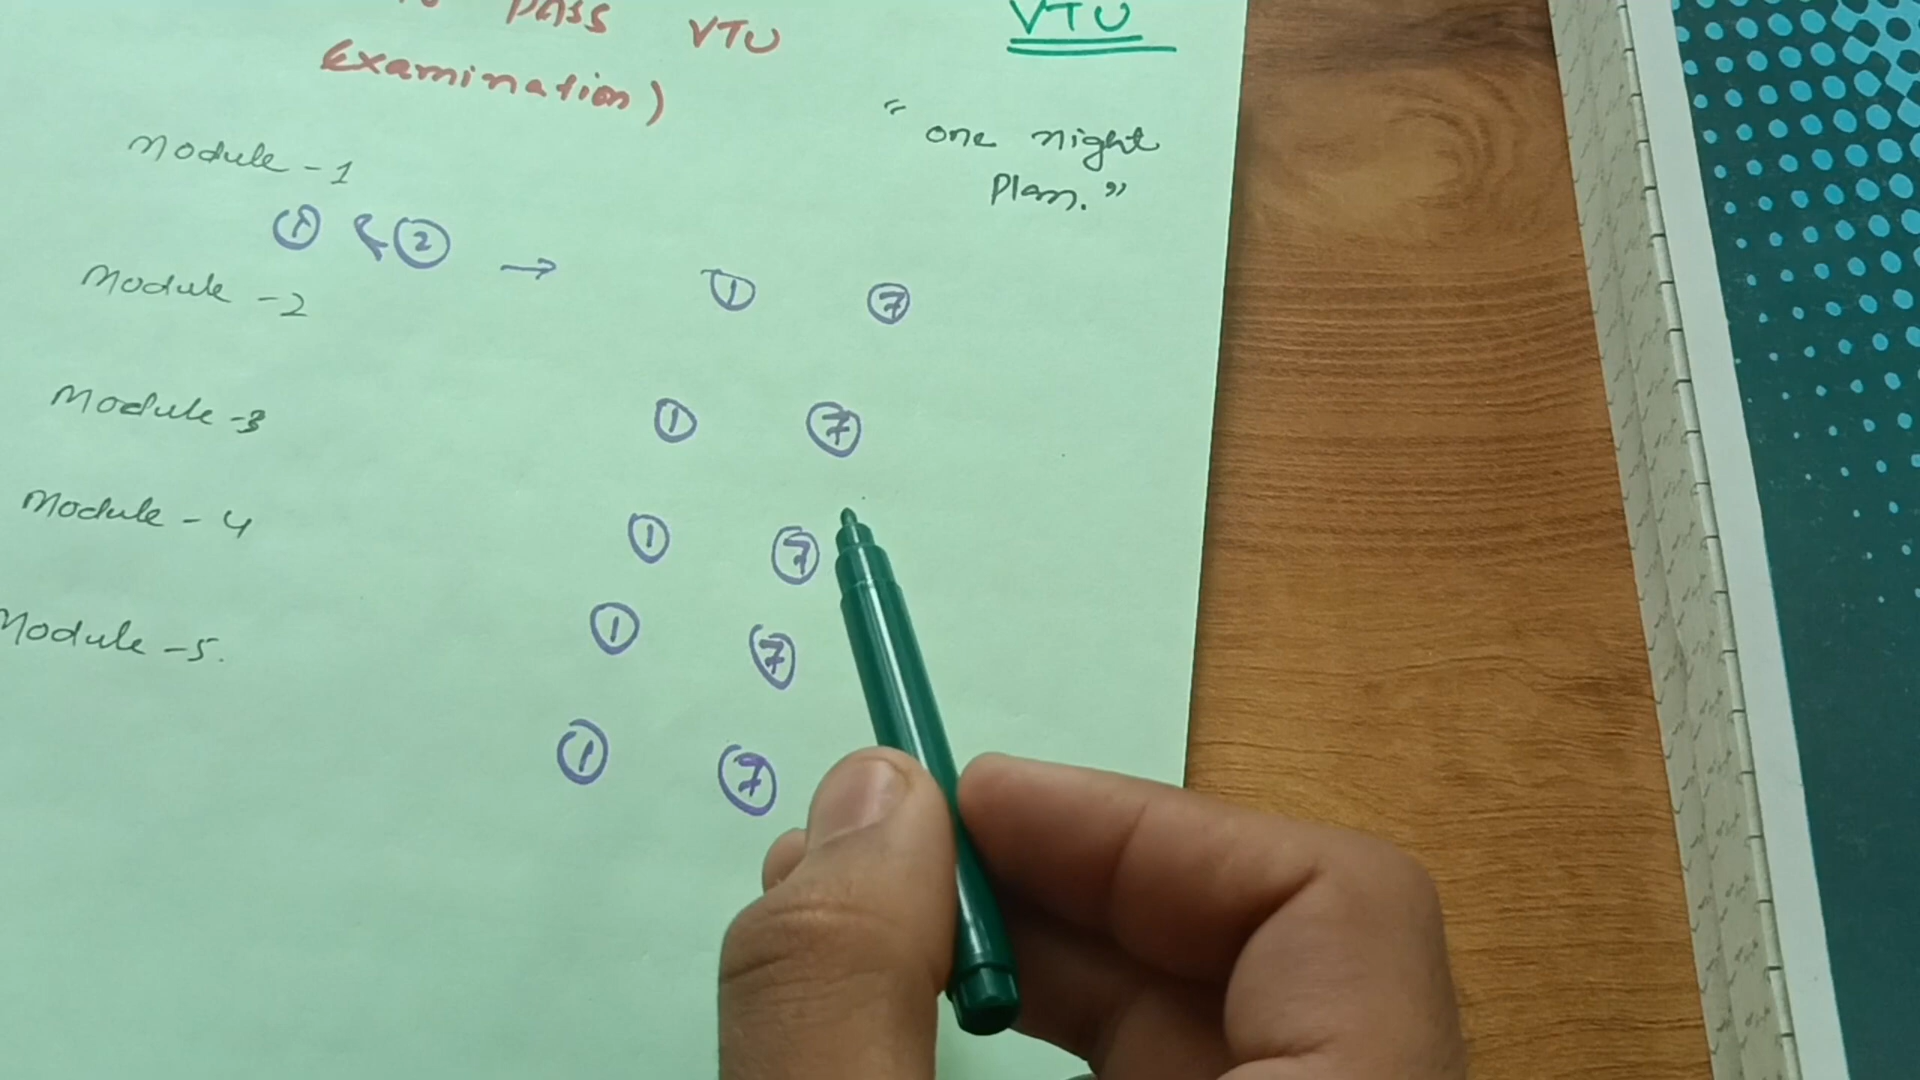 PASS VTU
Examination)
VTU
"one night
Plan."
Module - 1
① & ② →
① ⑦
Module - 2
Module - 3
① ⑦
Module - 4
① ⑦
Module - 5.
① ⑦
① ⑦